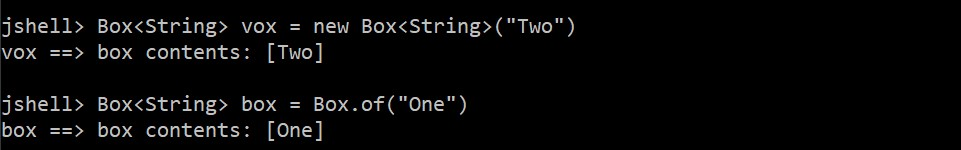 jshell> Box<String> vox = new Box<String>("Two")
vox ==> box contents: [Two]
jshell> Box<String> box = Box.of("One")
box ==> box contents: [One]